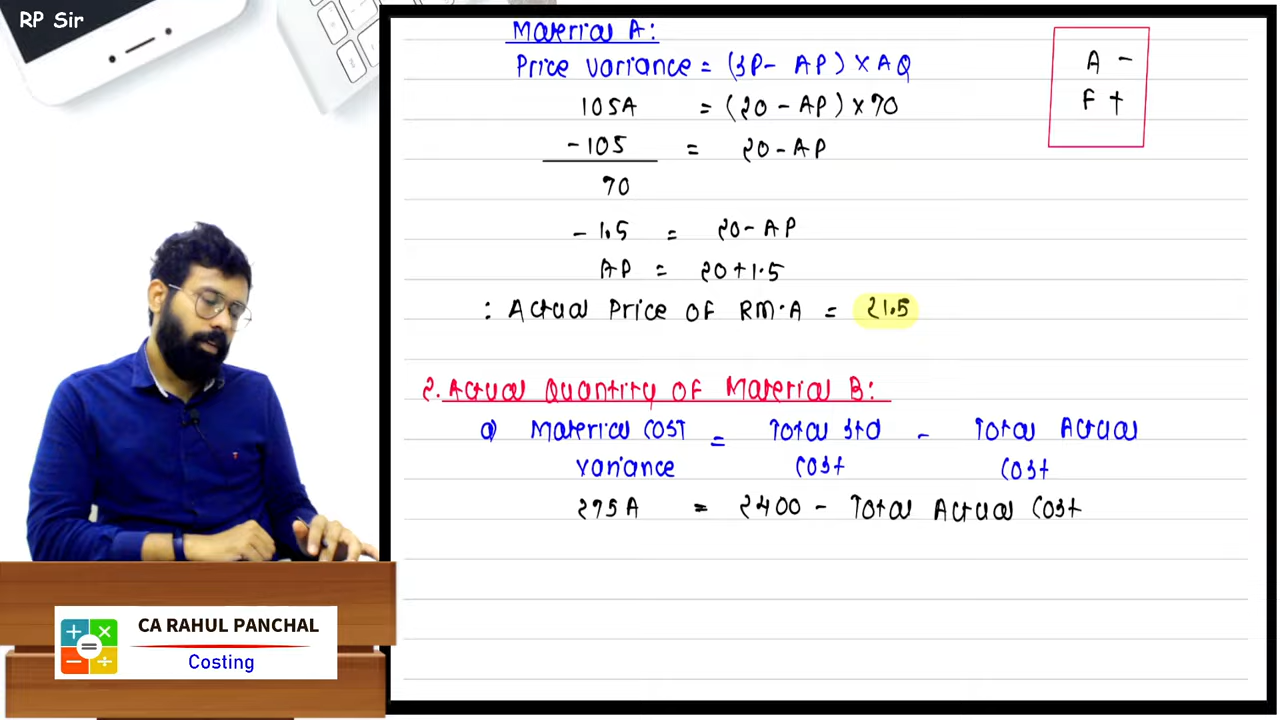 RP Sir
Material A:
Price variance = (SP - AP) × AQ
105A = (20 - AP) × 70
-105 = 20 - AP
70
-1.5 = 20 - AP
AP = 20+1.5
: Actual Price of RM.A = 21.5
A -
F +
2. Actual Quantity of Material B:
a) Material Cost = Total Std - Total Actual
variance Cost Cost
275A = 2400 - Total Actual Cost
CA RAHUL PANCHAL
Costing